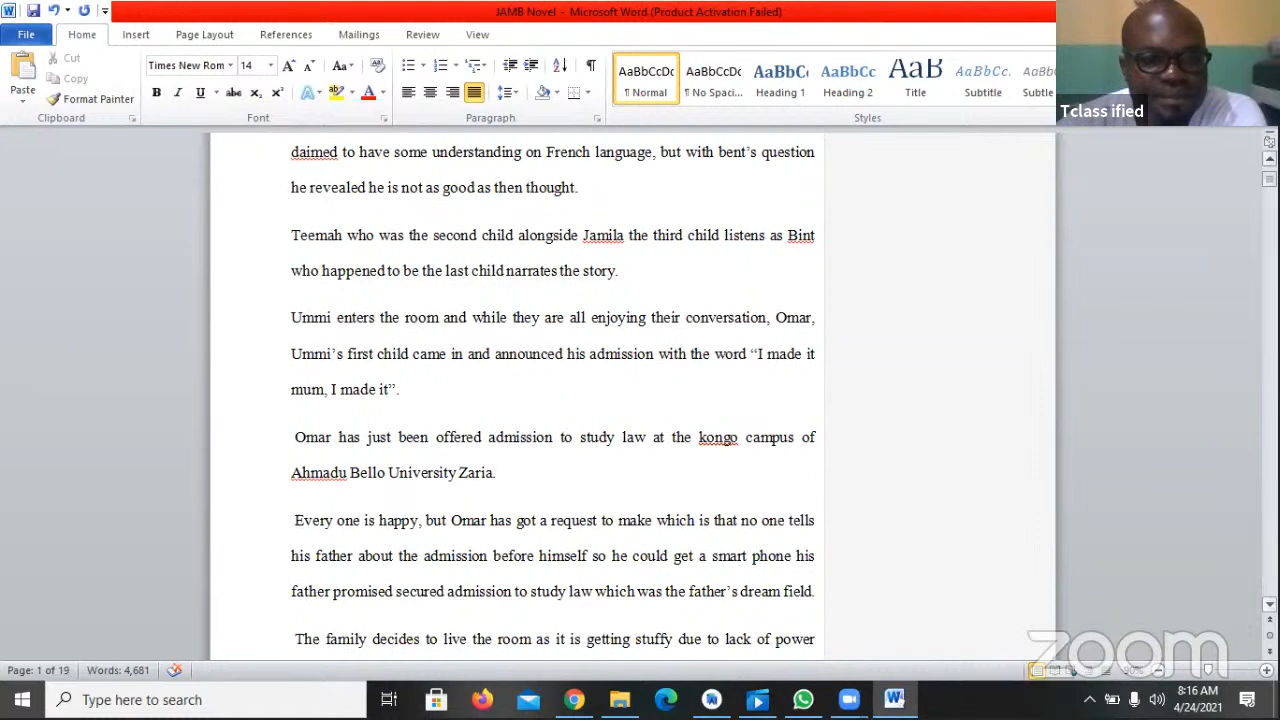 JAMB Novel - Microsoft Word (Product Activation Failed)
File Home Insert Page Layout References Mailings Review View
Cut
Copy
Format Painter
Paste
Clipboard
Times New Rom 14
Font
Paragraph
AaBbCcDc AaBbCcDc AaBbC AaBbCc AaB AaBbCc. AaBbCc
¶ Normal ¶ No Spaci... Heading 1 Heading 2 Title Subtitle Subtle
Styles
Tclass ified
daimed to have some understanding on French language, but with bent’s question
he revealed he is not as good as then thought.
Teemah who was the second child alongside Jamila the third child listens as Bint
who happened to be the last child narrates the story.
Ummi enters the room and while they are all enjoying their conversation, Omar,
Ummi’s first child came in and announced his admission with the word “I made it
mum, I made it”.
Omar has just been offered admission to study law at the kongo campus of
Ahmadu Bello University Zaria.
Every one is happy, but Omar has got a request to make which is that no one tells
his father about the admission before himself so he could get a smart phone his
father promised secured admission to study law which was the father’s dream field.
The family decides to live the room as it is getting stuffy due to lack of power
zoom
Page: 1 of 19 Words: 4,681 90%
Type here to search
8:16 AM
4/24/2021